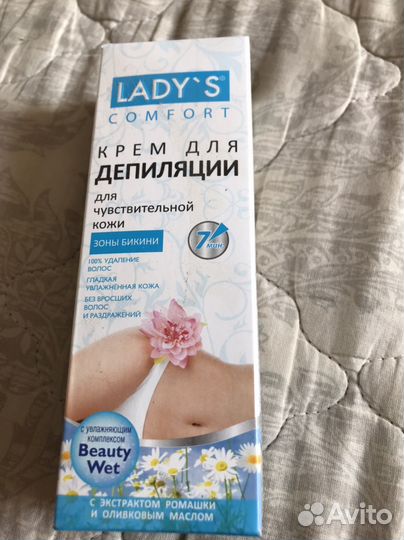 LADY`S®
COMFORT
КРЕМ ДЛЯ
ДЕПИЛЯЦИИ
для
чувствительной
кожи
7 мин
ЗОНЫ БИКИНИ
100% УДАЛЕНИЕ
ВОЛОС
ГЛАДКАЯ
УВЛАЖНЁННАЯ КОЖА
БЕЗ ВРОСШИХ
ВОЛОС
И РАЗДРАЖЕНИЙ
с увлажняющим
комплексом
Beauty
Wet
С ЭКСТРАКТОМ РОМАШКИ
И ОЛИВКОВЫМ МАСЛОМ
Avito